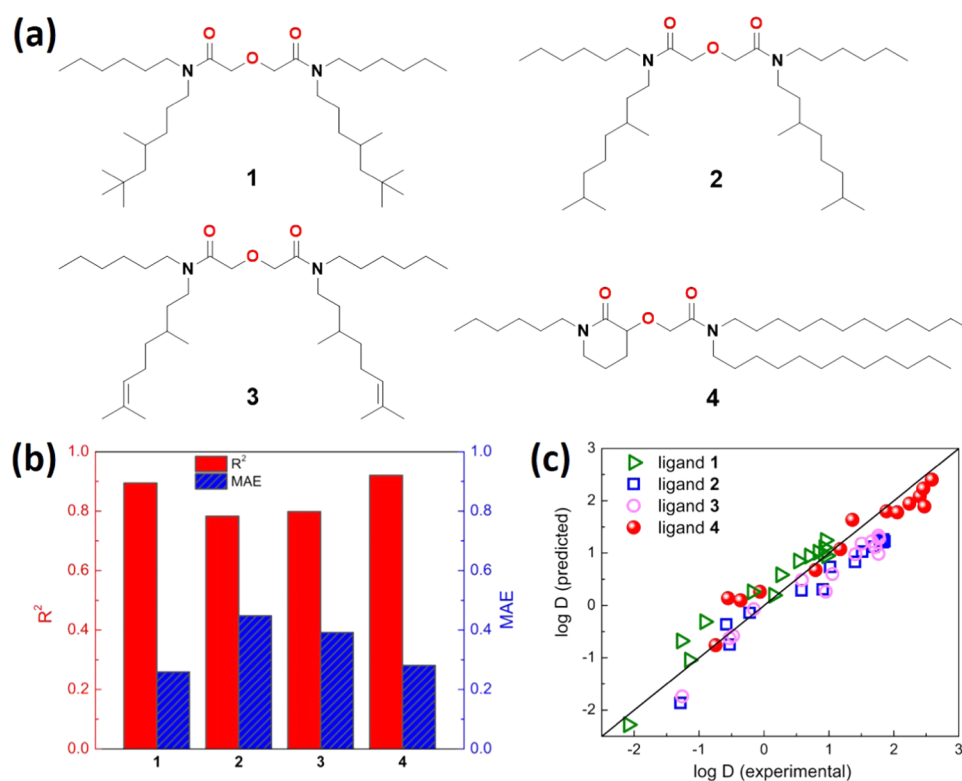 (a)
O O O
N N
1
O O O
N N
2
O O O
N N
3
O O O
N N
4
(b)
R²
MAE
1.0
0.8
0.6
0.4
0.2
0.0
R²
1.0
0.8
0.6
0.4
0.2
0.0
MAE
1 2 3 4
(c)
ligand 1
ligand 2
ligand 3
ligand 4
3
2
1
0
-1
-2
log D (predicted)
-2 -1 0 1 2 3
log D (experimental)